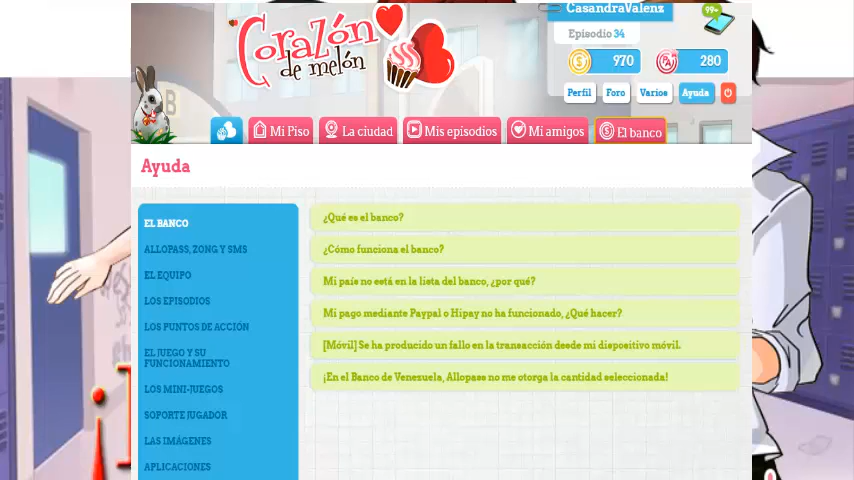 CasandraValenz
99+
Episodio 34
970
280
Corazón
de melón
Perfil
Foro
Varios
Ayuda
B
Mi Piso
La ciudad
Mis episodios
Mi amigos
El banco
Ayuda
EL BANCO
ALLOPASS, ZONG Y SMS
EL EQUIPO
LOS EPISODIOS
LOS PUNTOS DE ACCIÓN
EL JUEGO Y SU
FUNCIONAMIENTO
LOS MINI-JUEGOS
SOPORTE JUGADOR
LAS IMÁGENES
APLICACIONES
¿Qué es el banco?
¿Cómo funciona el banco?
Mi país no está en la lista del banco, ¿por qué?
Mi pago mediante Paypal o Hipay no ha funcionado, ¿Qué hacer?
[Móvil] Se ha producido un fallo en la transacción desde mi dispositivo móvil.
¡En el Banco de Venezuela, Allopass no me otorga la cantidad seleccionada!